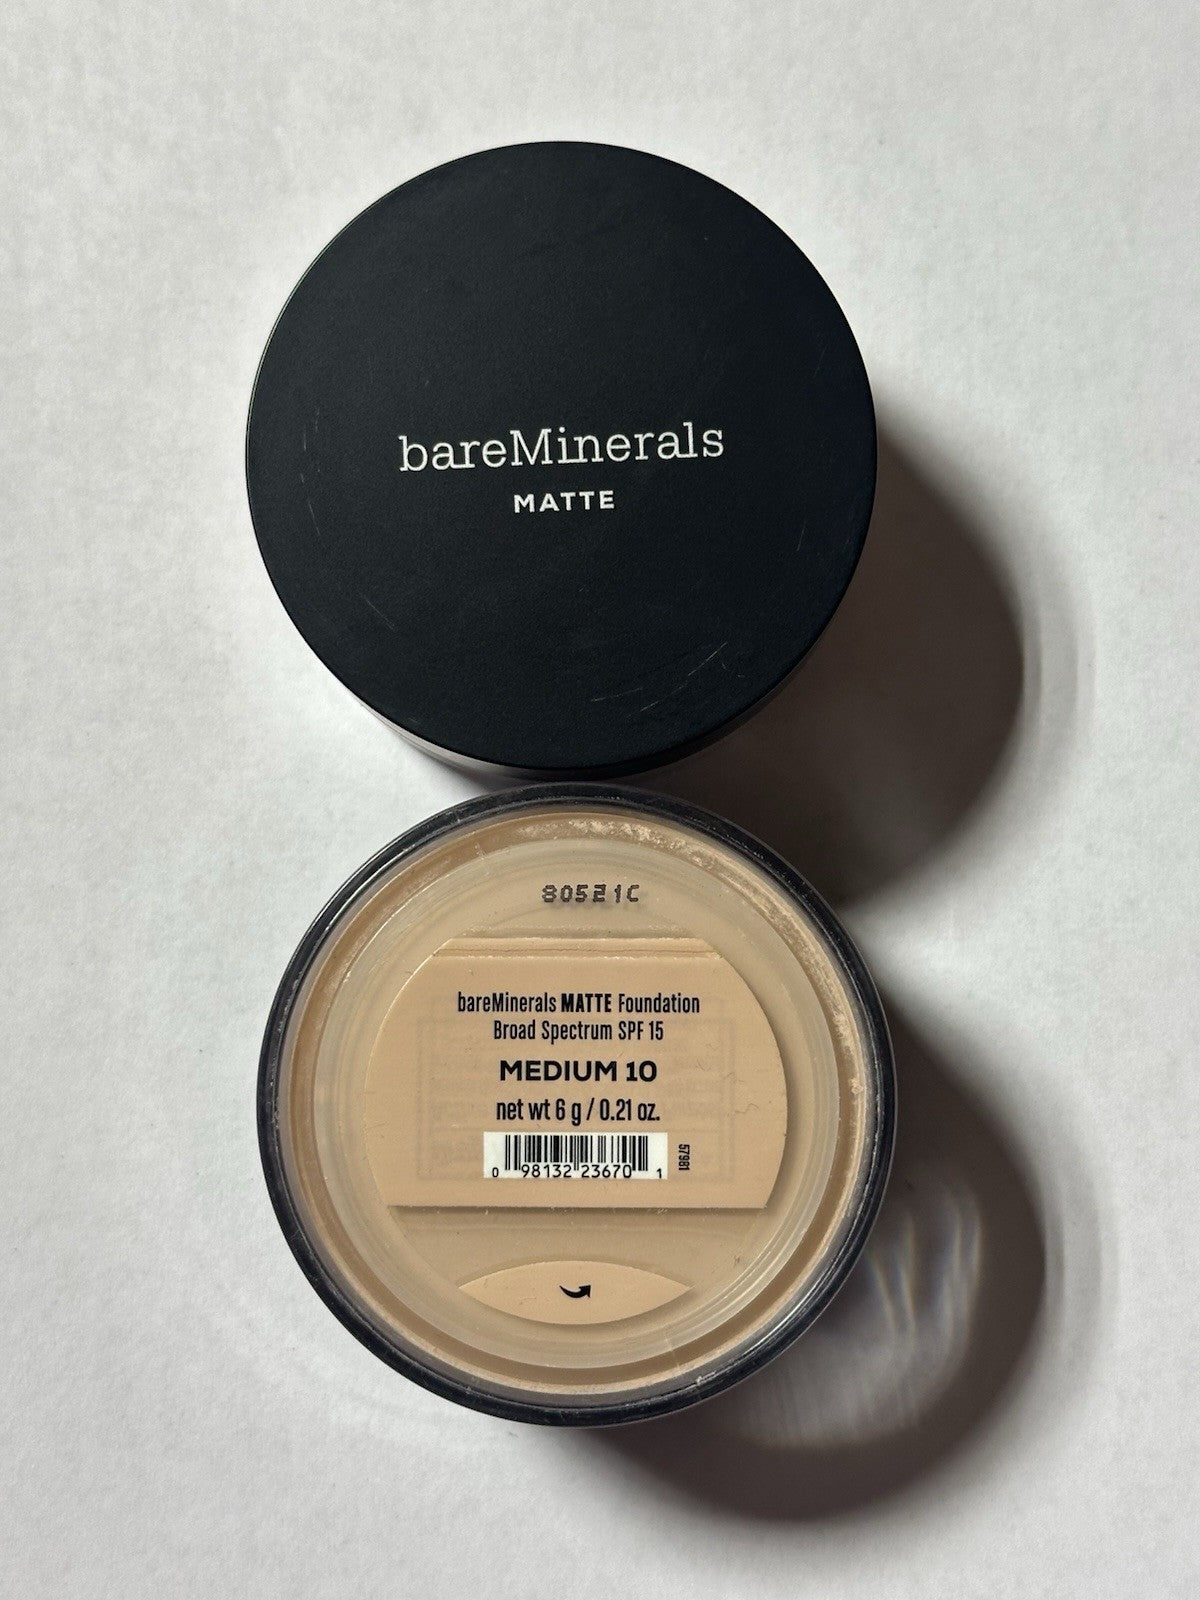 bareMinerals
MATTE
80521C
bareMinerals MATTE Foundation
Broad Spectrum SPF 15
MEDIUM 10
net wt 6 g / 0.21 oz.
0 98132 23670 1
57981